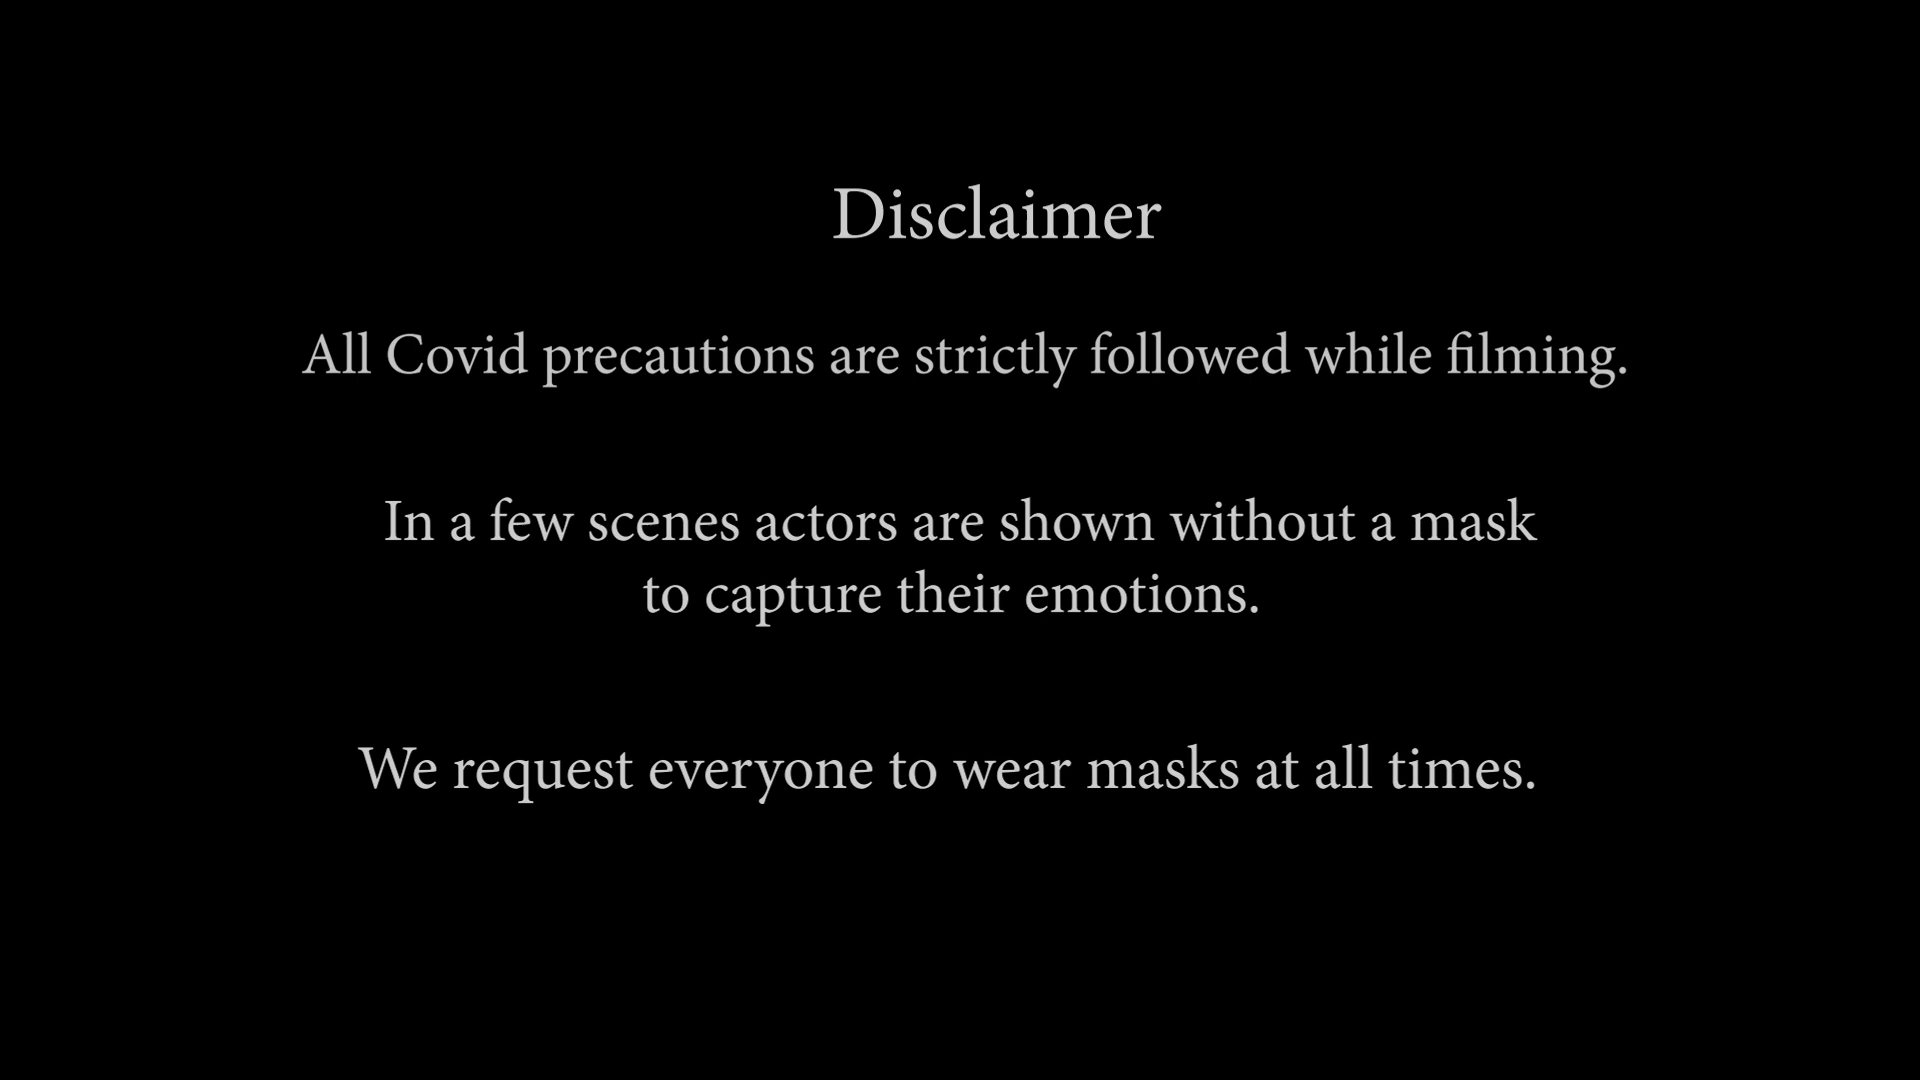 Disclaimer
All Covid precautions are strictly followed while filming.
In a few scenes actors are shown without a mask
to capture their emotions.
We request everyone to wear masks at all times.